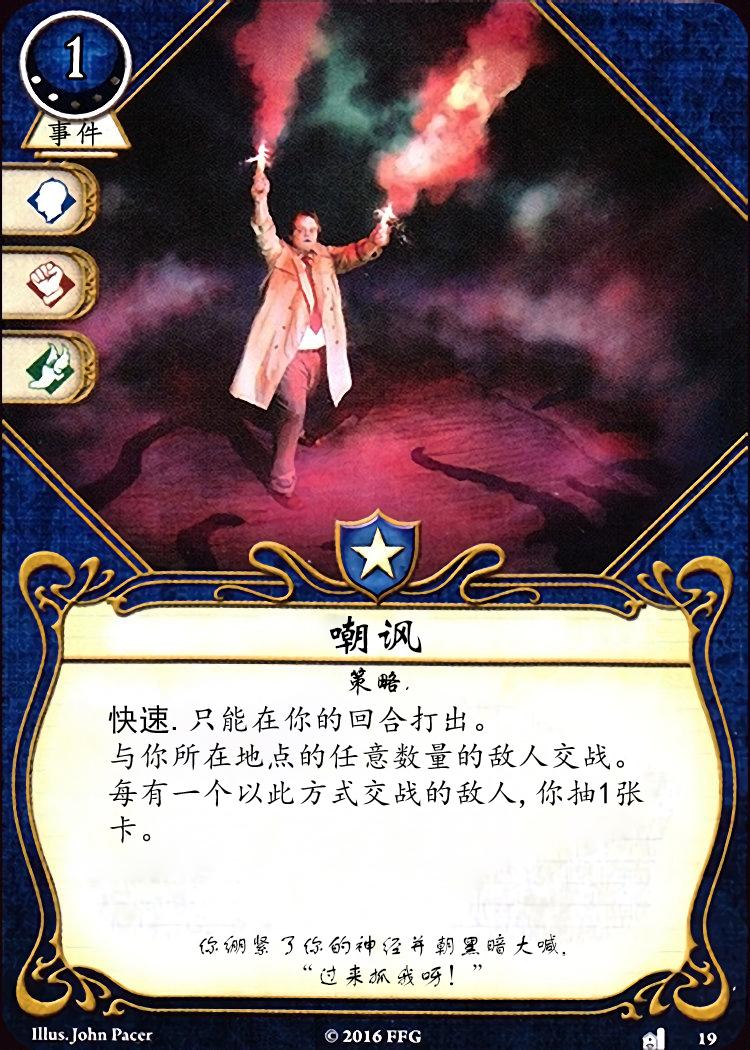 1
事件
嘲讽
策略.
快速. 只能在你的回合打出。
与你所在地点的任意数量的敌人交战。
每有一个以此方式交战的敌人, 你抽1张
卡。
你绷紧了你的神经并朝黑暗大喊,
“过来抓我呀！”
Illus. John Pacer
© 2016 FFG
19